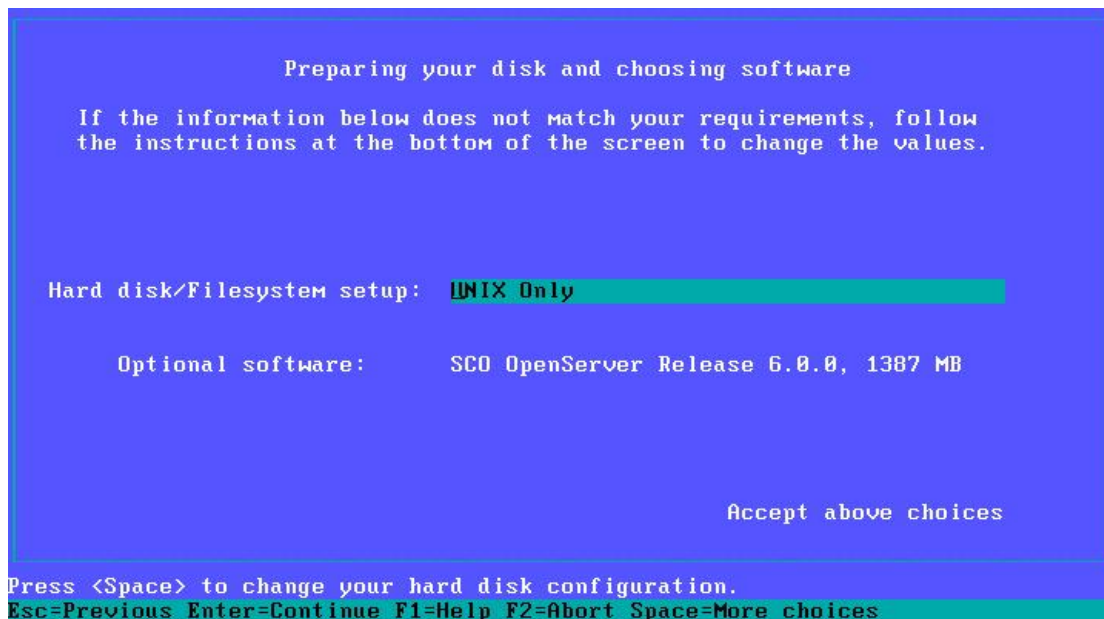 Preparing your disk and choosing software
If the information below does not match your requirements, follow
the instructions at the bottom of the screen to change the values.
Hard disk/Filesystem setup: UNIX Only
Optional software: SCO OpenServer Release 6.0.0, 1387 MB
Accept above choices
Press <Space> to change your hard disk configuration.
Esc=Previous Enter=Continue F1=Help F2=Abort Space=More choices